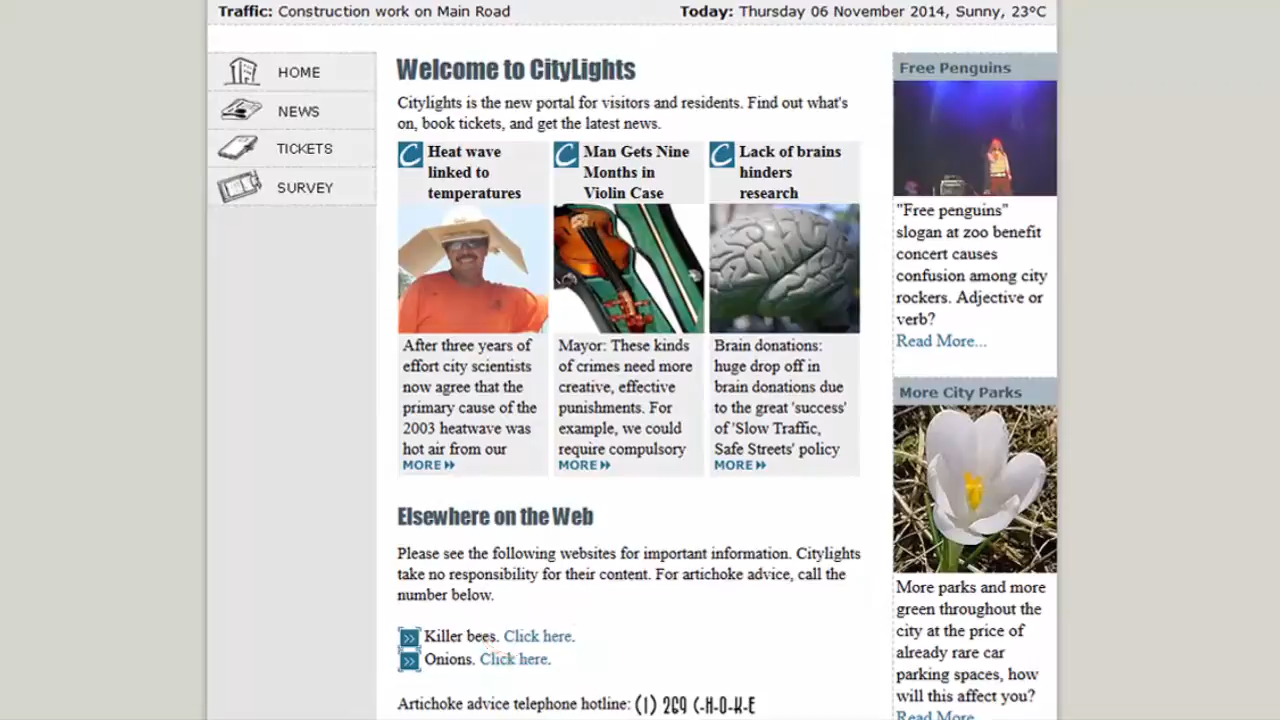 Traffic: Construction work on Main Road
Today: Thursday 06 November 2014, Sunny, 23°C
HOME
NEWS
TICKETS
SURVEY
Welcome to CityLights
Citylights is the new portal for visitors and residents. Find out what's
on, book tickets, and get the latest news.
Heat wave
linked to
temperatures
After three years of
effort city scientists
now agree that the
primary cause of the
2003 heatwave was
hot air from our
MORE
Man Gets Nine
Months in
Violin Case
Mayor: These kinds
of crimes need more
creative, effective
punishments. For
example, we could
require compulsory
MORE
Lack of brains
hinders
research
Brain donations:
huge drop off in
brain donations due
to the great 'success'
of 'Slow Traffic,
Safe Streets' policy
MORE
Elsewhere on the Web
Please see the following websites for important information. Citylights
take no responsibility for their content. For artichoke advice, call the
number below.
Killer bees. Click here.
Onions. Click here.
Artichoke advice telephone hotline: (1) 269 C-H-O-K-E
Free Penguins
"Free penguins"
slogan at zoo benefit
concert causes
confusion among city
rockers. Adjective or
verb?
Read More...
More City Parks
More parks and more
green throughout the
city at the price of
already rare car
parking spaces, how
will this affect you?
Read More...